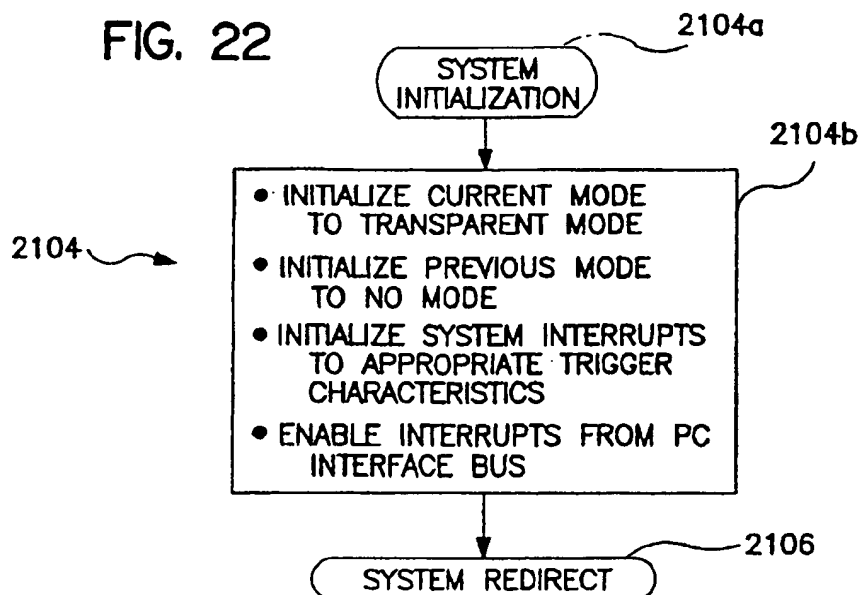 FIG. 22
2104a
SYSTEM
INITIALIZATION
2104b
2104
• INITIALIZE CURRENT MODE
TO TRANSPARENT MODE
• INITIALIZE PREVIOUS MODE
TO NO MODE
• INITIALIZE SYSTEM INTERRUPTS
TO APPROPRIATE TRIGGER
CHARACTERISTICS
• ENABLE INTERRUPTS FROM PC
INTERFACE BUS
2106
SYSTEM REDIRECT